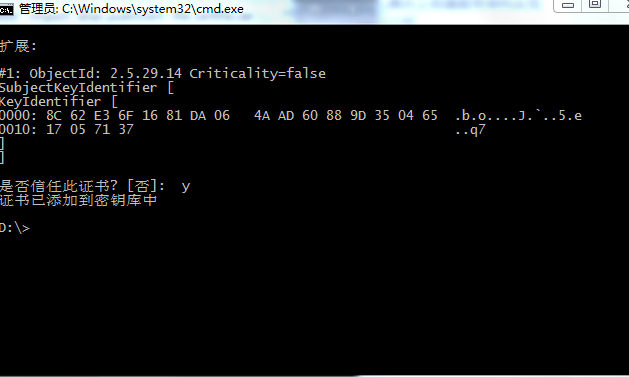 管理员: C:\Windows\system32\cmd.exe
扩展:
#1: ObjectId: 2.5.29.14 Criticality=false
SubjectKeyIdentifier [
KeyIdentifier [
0000: 8C 62 E3 6F 16 81 DA 06   4A AD 60 88 9D 35 04 65  .b.o....J.`..5.e
0010: 17 05 71 37                                        ..q7
]
]
是否信任此证书? [否]:  y
证书已添加到密钥库中
D:\>